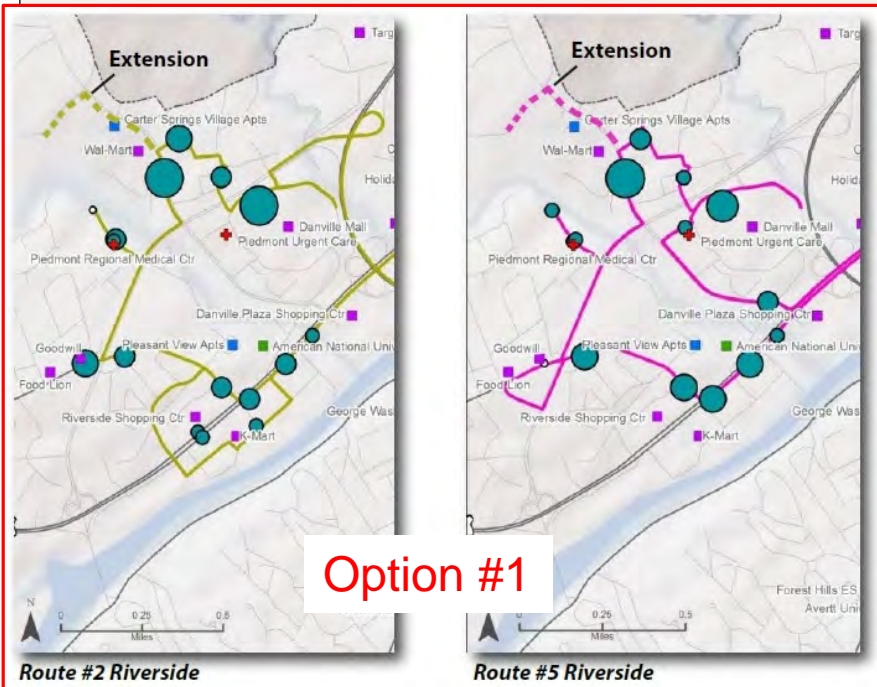 Extension
Targ
Carter Springs Village Apts
Wal-Mart
Holida
Danville Mall
Piedmont Urgent Care
Piedmont Regional Medical Ctr
Danville Plaza Shopping Ctr
Goodwill
Pleasant View Apts
American National Univ
Food Lion
Riverside Shopping Ctr
K-Mart
George Was
N
0 0.25 0.5
Miles
Route #2 Riverside
Extension
Targ
Carter Springs Village Apts
Wal-Mart
Holid
Danville Mall
Piedmont Urgent Care
Piedmont Regional Medical Ctr
Danville Plaza Shopping Ctr
Goodwill
Pleasant View Apts
American National Uni
Food Lion
Riverside Shopping Ctr
K-Mart
George Was
Forest Hills ES
Averett Uni
0 0.25 0.5
Miles
Route #5 Riverside
Option #1